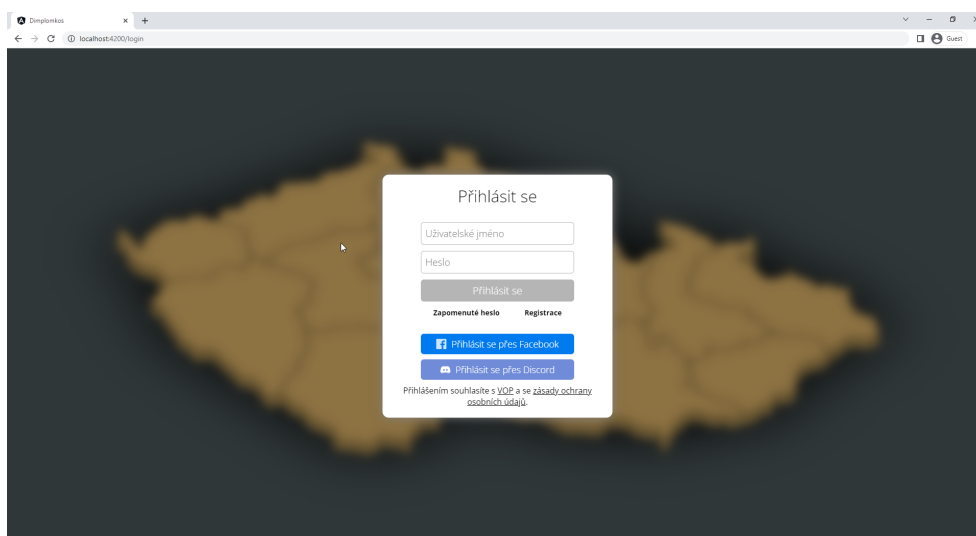 Dimplomkos
localhost:4200/login
Guest
Přihlásit se
Uživatelské jméno
Heslo
Přihlásit se
Zapomenuté heslo Registrace
Přihlásit se přes Facebook
Přihlásit se přes Discord
Přihlášením souhlasíte s VOP a se zásady ochrany
osobních údajů.